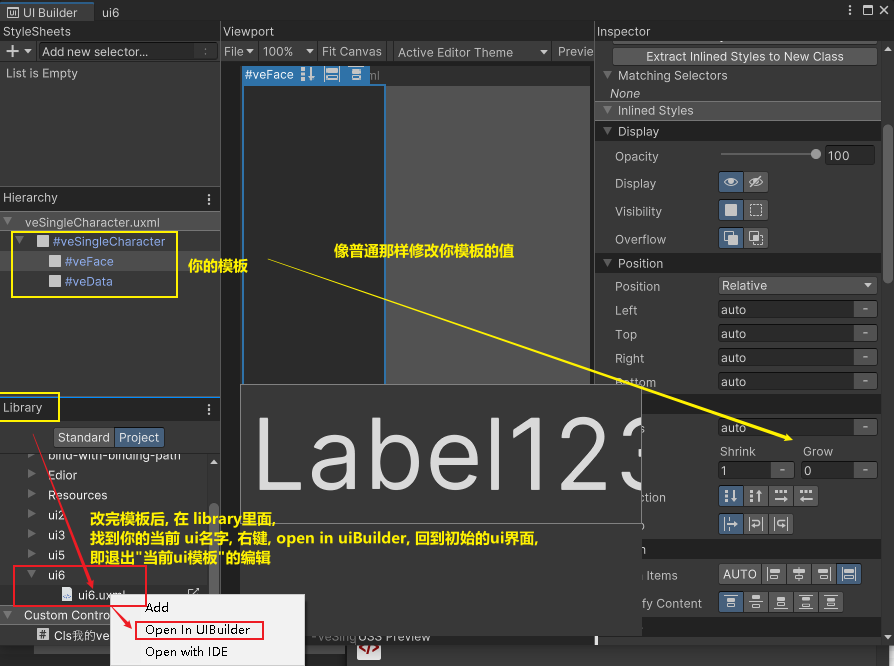 UI Builder
ui6
StyleSheets
Viewport
Inspector
Add new selector...
File
100%
Fit Canvas
Active Editor Theme
Previe
Extract Inlined Styles to New Class
List is Empty
#veFace
ml
Matching Selectors
None
Inlined Styles
Display
Opacity
100
Display
Hierarchy
Visibility
veSingleCharacter.uxml
#veSingleCharacter
Overflow
像普通那样修改你模板的值
#veFace
你的模板
Position
#veData
Position
Relative
Left
auto
Top
auto
Right
auto
Bottom
auto
Library
auto
Standard
Project
Shrink
Grow
bind-with-binding-path
1
0
Edior
Resources
ction
Label123
ui2
改完模板后, 在 library里面,
找到你的当前 ui名字, 右键, open in uiBuilder, 回到初始的ui界面,
即退出"当前ui模板"的编辑
ui3
ui5
ui6
Items
AUTO
ui6.uxml
fy Content
Add
Custom Contro
Open In UIBuilder
Cls我的ve
-veSing
USS Preview
Open with IDE